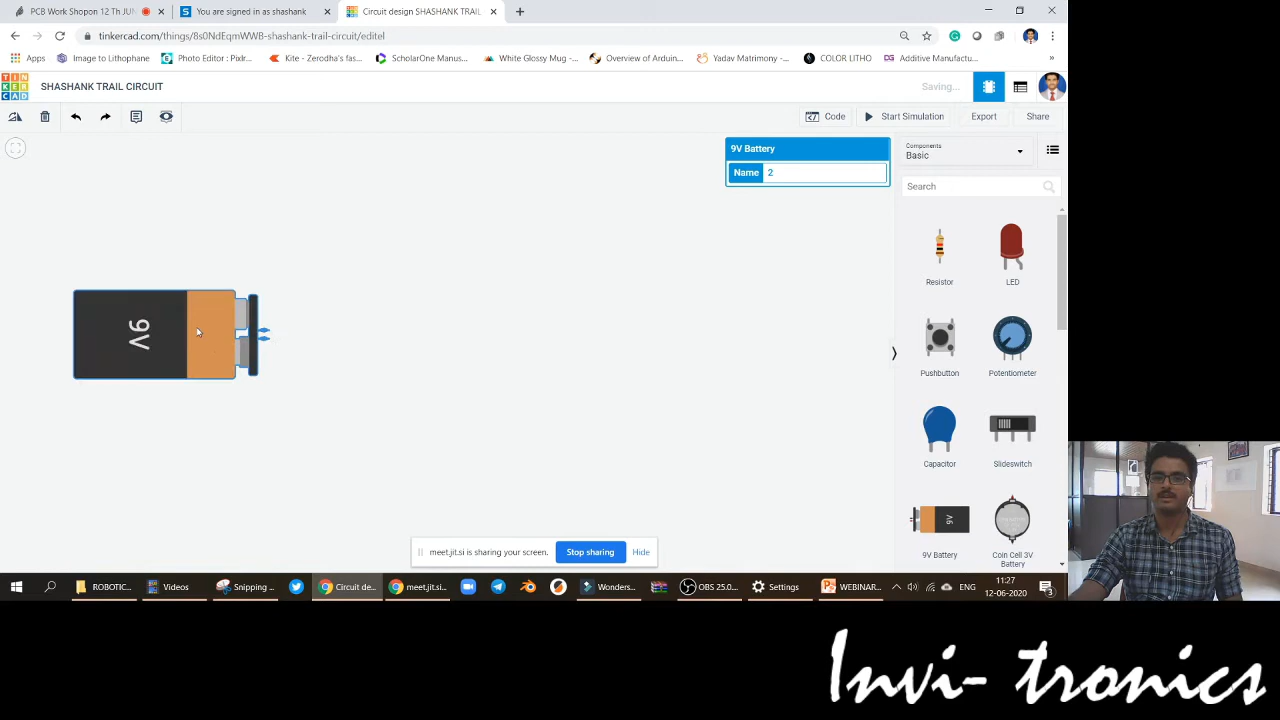 PCB Work Shopon 12 Th JUN
You are signed in as shashank
Circuit design SHASHANK TRAIL C
tinkercad.com/things/8s0NdEqmWWB-shashank-trail-circuit/editel
Apps
Image to Lithophane
Photo Editor : Pixlr...
Kite - Zerodha's fas...
ScholarOne Manus...
White Glossy Mug -...
Overview of Arduin...
Yadav Matrimony -...
COLOR LITHO
Additive Manufactu...
TIN
KER
CAD
SHASHANK TRAIL CIRCUIT
Saving...
Code
Start Simulation
Export
Share
9V Battery
Name 2
Components
Basic
Search
Resistor
LED
Pushbutton
Potentiometer
Capacitor
Slideswitch
9V
9V
9V Battery
Coin Cell 3V
Battery
meet.jit.si is sharing your screen.
Stop sharing
Hide
ROBOTIC...
Videos
Snipping ...
Circuit de...
meet.jit.si...
Wonders...
OBS 25.0....
Settings
WEBINAR...
ENG
11:27
12-06-2020
3
Invi- tronics